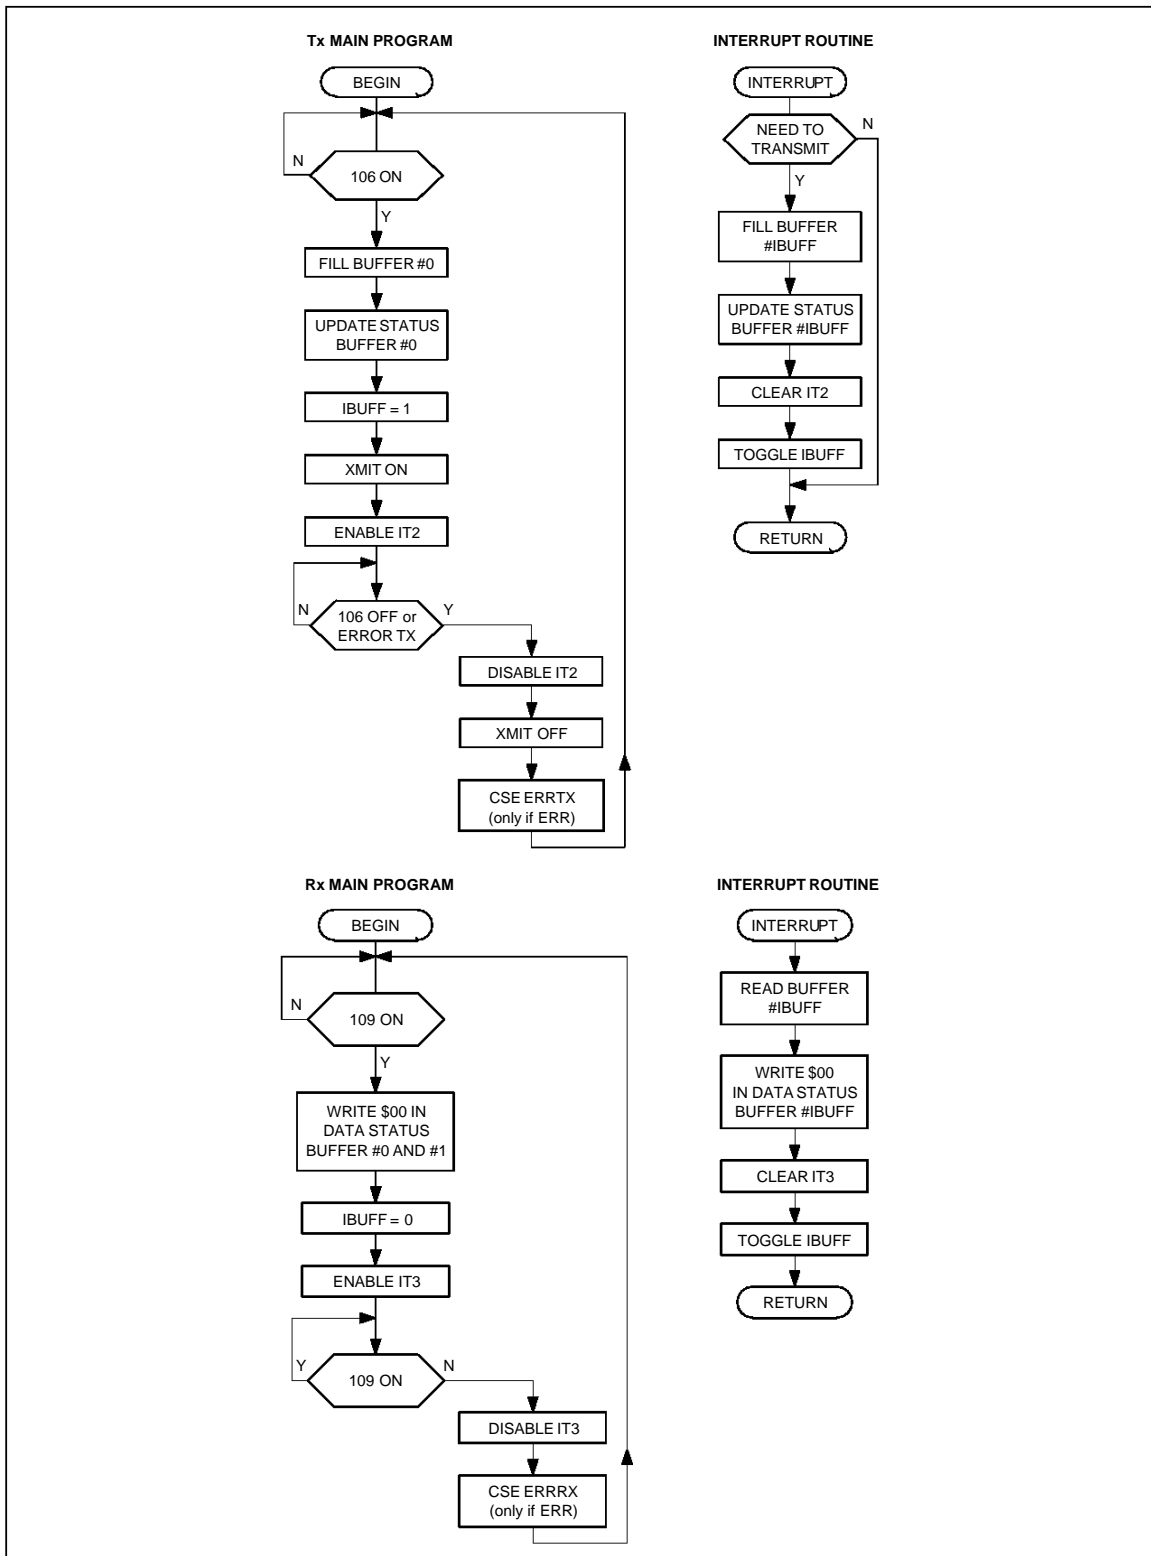 Tx MAIN PROGRAM
BEGIN
N
106 ON
Y
FILL BUFFER #0
UPDATE STATUS
BUFFER #0
IBUFF = 1
XMIT ON
ENABLE IT2
N
106 OFF or
ERROR TX
Y
DISABLE IT2
XMIT OFF
CSE ERRTX
(only if ERR)
INTERRUPT ROUTINE
INTERRUPT
NEED TO
TRANSMIT
N
Y
FILL BUFFER
#IBUFF
UPDATE STATUS
BUFFER #IBUFF
CLEAR IT2
TOGGLE IBUFF
RETURN
Rx MAIN PROGRAM
BEGIN
N
109 ON
Y
WRITE $00 IN
DATA STATUS
BUFFER #0 AND #1
IBUFF = 0
ENABLE IT3
Y
109 ON
N
DISABLE IT3
CSE ERRRX
(only if ERR)
INTERRUPT ROUTINE
INTERRUPT
READ BUFFER
#IBUFF
WRITE $00
IN DATA STATUS
BUFFER #IBUFF
CLEAR IT3
TOGGLE IBUFF
RETURN